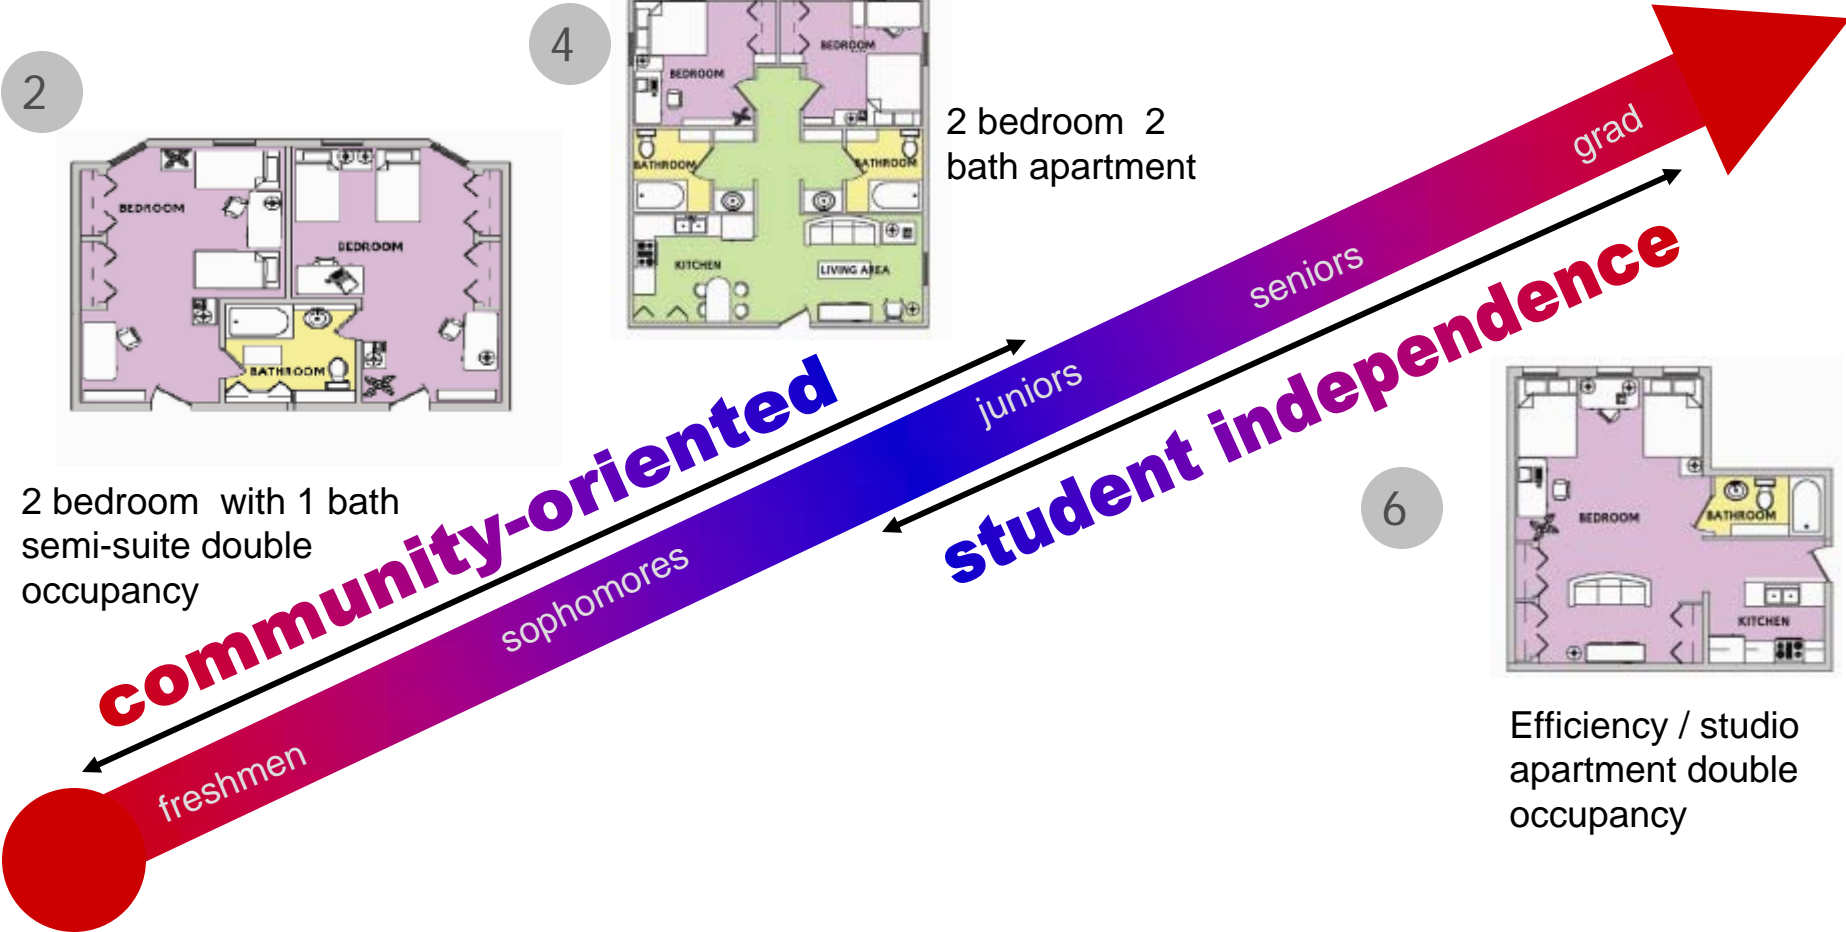 2
BEDROOM
BEDROOM
BATHROOM
2 bedroom  with 1 bath
semi-suite double
occupancy
4
BEDROOM
BEDROOM
BATHROOM
BATHROOM
KITCHEN
LIVING AREA
2 bedroom  2
bath apartment
community-oriented
student independence
freshmen
sophomores
juniors
seniors
grad
6
BEDROOM
BATHROOM
KITCHEN
Efficiency / studio
apartment double
occupancy